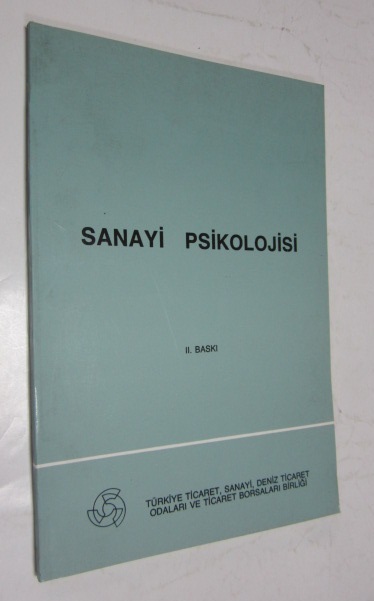 SANAYİ PSİKOLOJİSİ
II. BASKI
TÜRKİYE TİCARET, SANAYİ, DENİZ TİCARET
ODALARI VE TİCARET BORSALARI BİRLİĞİ